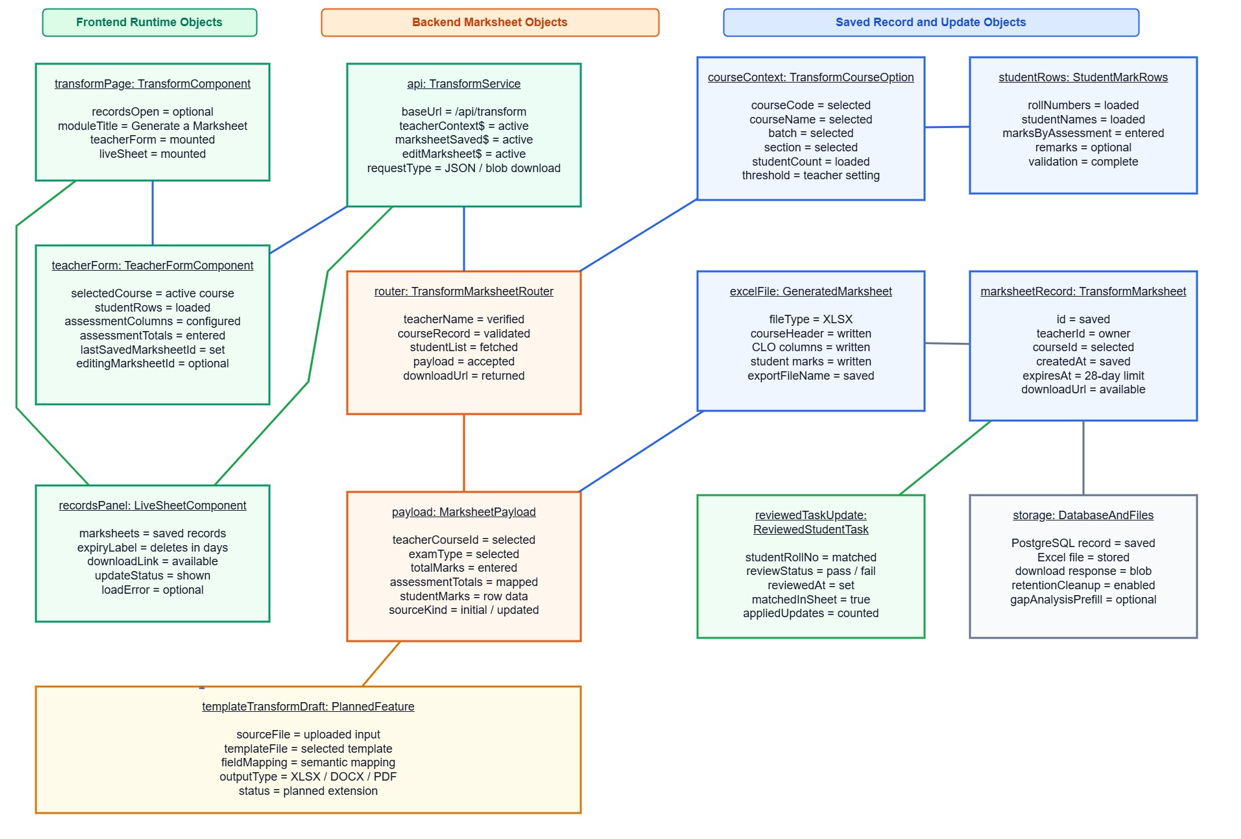 Frontend Runtime Objects
Backend Marksheet Objects
Saved Record and Update Objects
transformPage: TransformComponent
recordsOpen = optional
moduleTitle = Generate a Marksheet
teacherForm = mounted
liveSheet = mounted
api: TransformService
baseUrl = /api/transform
teacherContext$ = active
marksheetSaved$ = active
editMarksheet$ = active
requestType = JSON / blob download
courseContext: TransformCourseOption
courseCode = selected
courseName = selected
batch = selected
section = selected
studentCount = loaded
threshold = teacher setting
studentRows: StudentMarkRows
rollNumbers = loaded
studentNames = loaded
marksByAssessment = entered
remarks = optional
validation = complete
teacherForm: TeacherFormComponent
selectedCourse = active course
studentRows = loaded
assessmentColumns = configured
assessmentTotals = entered
lastSavedMarksheetId = set
editingMarksheetId = optional
router: TransformMarksheetRouter
teacherName = verified
courseRecord = validated
studentList = fetched
payload = accepted
downloadUrl = returned
excelFile: GeneratedMarksheet
fileType = XLSX
courseHeader = written
CLO columns = written
student marks = written
exportFileName = saved
marksheetRecord: TransformMarksheet
id = saved
teacherId = owner
courseId = selected
createdAt = saved
expiresAt = 28-day limit
downloadUrl = available
recordsPanel: LiveSheetComponent
marksheets = saved records
expiryLabel = deletes in days
downloadLink = available
updateStatus = shown
loadError = optional
payload: MarksheetPayload
teacherCourseId = selected
examType = selected
totalMarks = entered
assessmentTotals = mapped
studentMarks = row data
sourceKind = initial / updated
reviewedTaskUpdate:
ReviewedStudentTask
studentRollNo = matched
reviewStatus = pass / fail
reviewedAt = set
matchedInSheet = true
appliedUpdates = counted
storage: DatabaseAndFiles
PostgreSQL record = saved
Excel file = stored
download response = blob
retentionCleanup = enabled
gapAnalysisPrefill = optional
templateTransformDraft: PlannedFeature
sourceFile = uploaded input
templateFile = selected template
fieldMapping = semantic mapping
outputType = XLSX / DOCX / PDF
status = planned extension